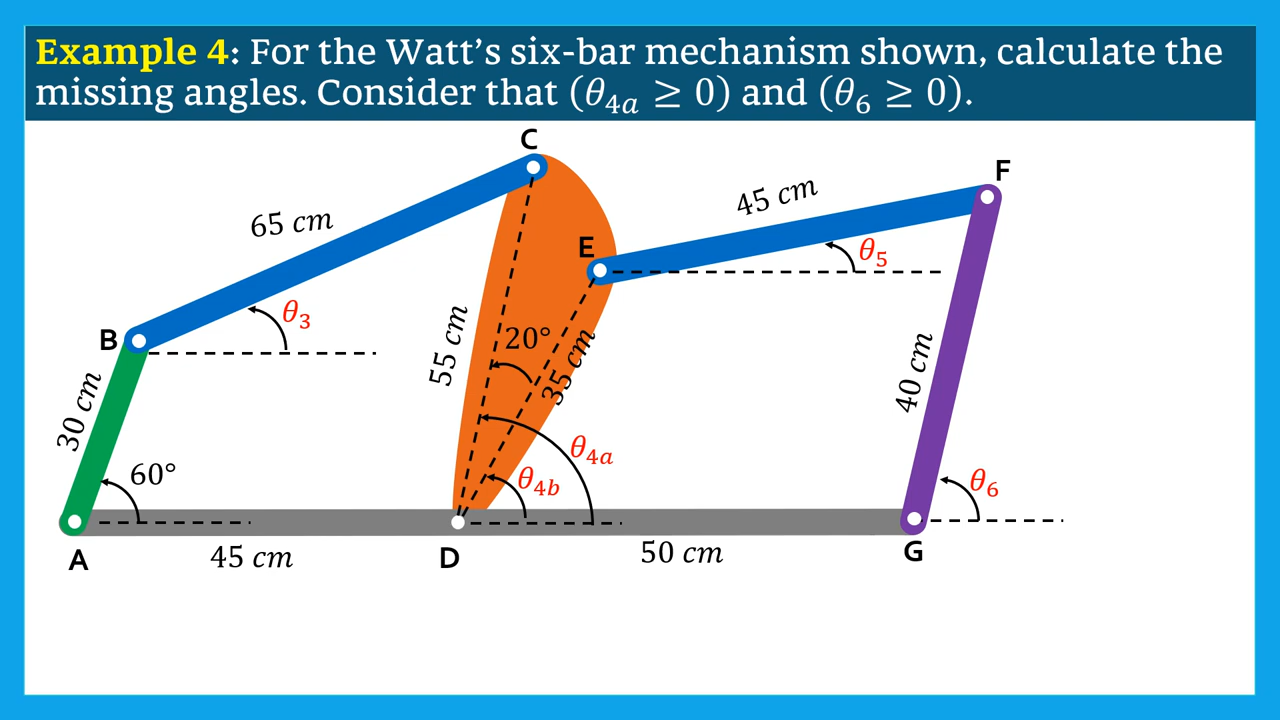 Example 4: For the Watt’s six-bar mechanism shown, calculate the
missing angles. Consider that (θ₄ₐ ≥ 0) and (θ₆ ≥ 0).
C
F
45 cm
65 cm
E
θ₅
θ₃
B
20°
55 cm
35 cm
40 cm
30 cm
θ₄ₐ
60°
θ₄b
θ₆
A
45 cm
D
50 cm
G